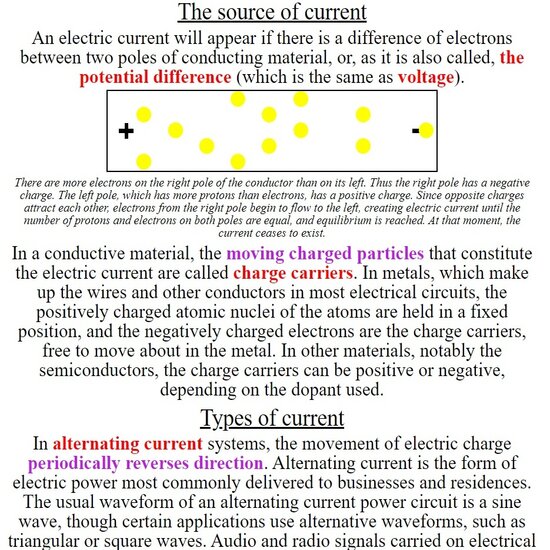 The source of current
An electric current will appear if there is a difference of electrons
between two poles of conducting material, or, as it is also called, the
potential difference (which is the same as voltage).
+ -
There are more electrons on the right pole of the conductor than on its left. Thus the right pole has a negative
charge. The left pole, which has more protons than electrons, has a positive charge. Since opposite charges
attract each other, electrons from the right pole begin to flow to the left, creating electric current until the
number of protons and electrons on both poles are equal, and equilibrium is reached. At that moment, the
current ceases to exist.
In a conductive material, the moving charged particles that constitute
the electric current are called charge carriers. In metals, which make
up the wires and other conductors in most electrical circuits, the
positively charged atomic nuclei of the atoms are held in a fixed
position, and the negatively charged electrons are the charge carriers,
free to move about in the metal. In other materials, notably the
semiconductors, the charge carriers can be positive or negative,
depending on the dopant used.
Types of current
In alternating current systems, the movement of electric charge
periodically reverses direction. Alternating current is the form of
electric power most commonly delivered to businesses and residences.
The usual waveform of an alternating current power circuit is a sine
wave, though certain applications use alternative waveforms, such as
triangular or square waves. Audio and radio signals carried on electrical